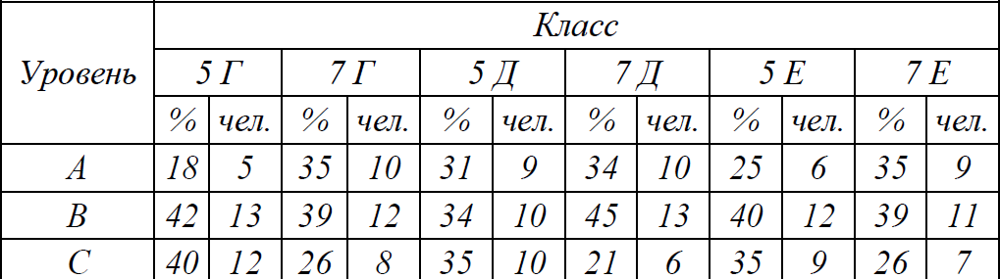 Класс
Уровень
5 Г 7 Г 5 Д 7 Д 5 Е 7 Е
% чел. % чел. % чел. % чел. % чел. % чел.
А 18 5 35 10 31 9 34 10 25 6 35 9
В 42 13 39 12 34 10 45 13 40 12 39 11
С 40 12 26 8 35 10 21 6 35 9 26 7